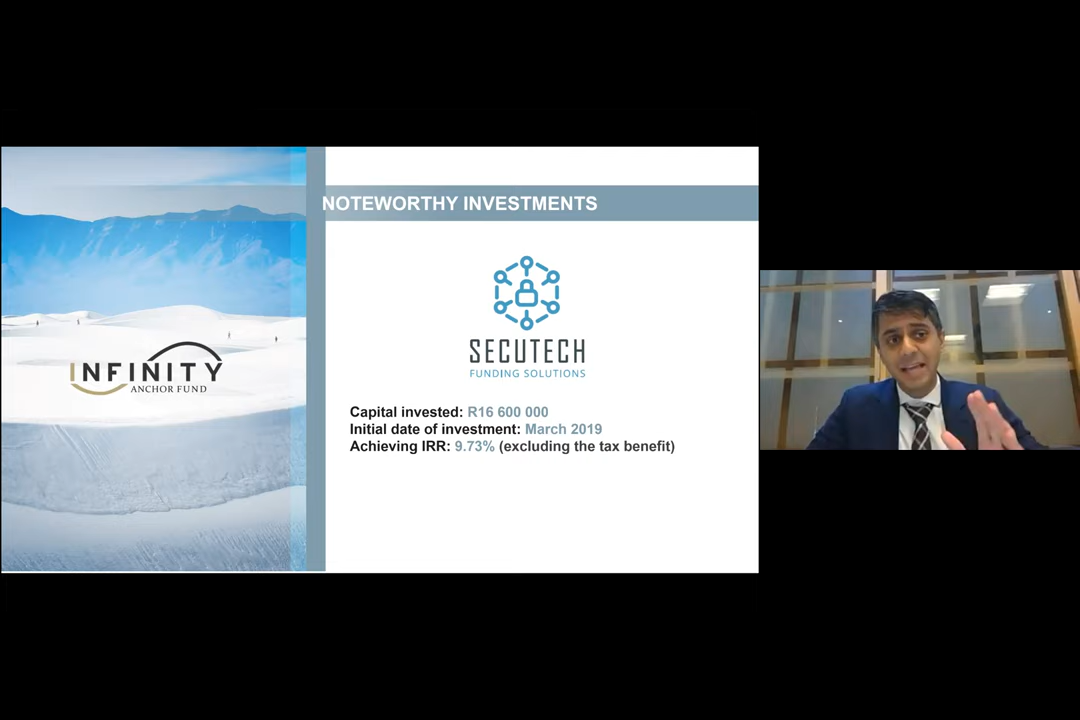 NOTEWORTHY INVESTMENTS
INFINITY
ANCHOR FUND
SECUTECH
FUNDING SOLUTIONS
Capital invested: R16 600 000
Initial date of investment: March 2019
Achieving IRR: 9.73% (excluding the tax benefit)